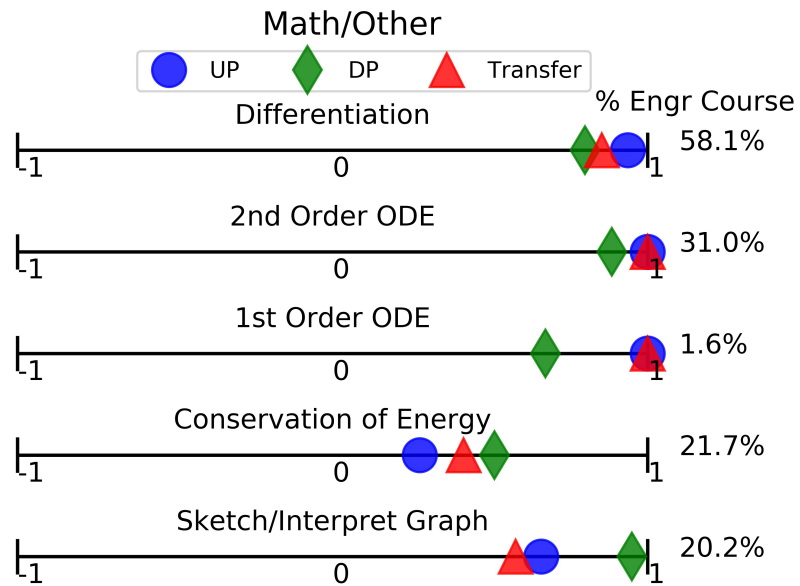 Math/Other
UP DP Transfer
% Engr Course
Differentiation
58.1%
-1 0 1
2nd Order ODE
31.0%
-1 0 1
1st Order ODE
1.6%
-1 0 1
Conservation of Energy
21.7%
-1 0 1
Sketch/Interpret Graph
20.2%
-1 0 1